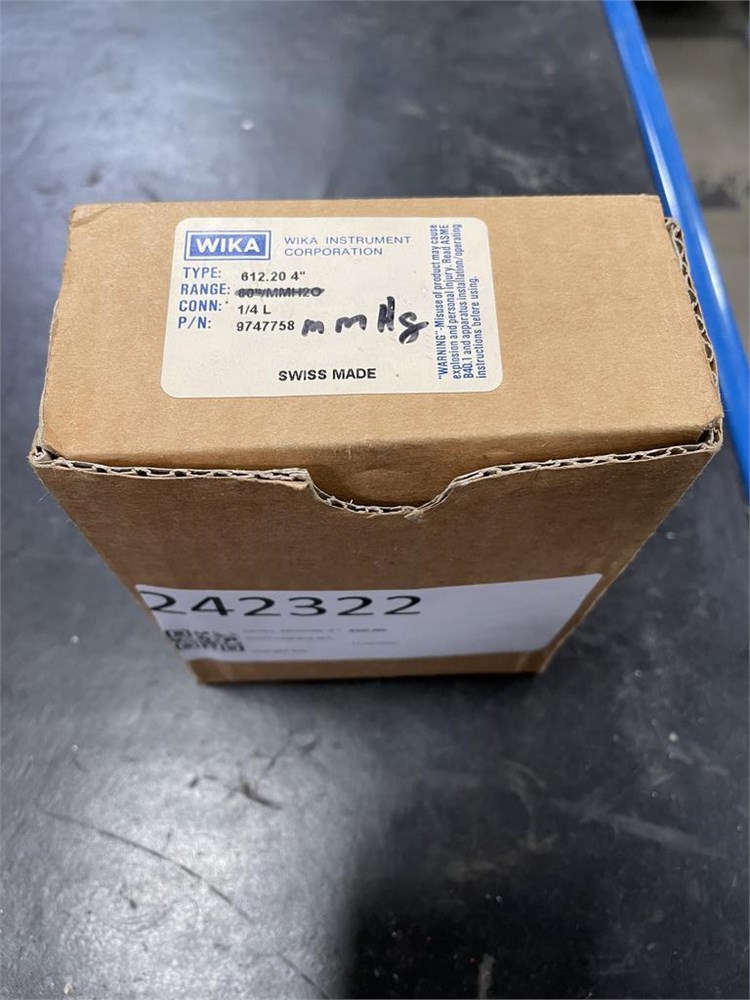 WIKA
WIKA INSTRUMENT
CORPORATION
TYPE: 612.20 4"
RANGE: 60"/MMH2O
CONN: 1/4 L
P/N: 9747758
mmHg
SWISS MADE
"WARNING"-Misuse of product may cause
explosion and personal injury. Read ASME
B40.1 and apparatus installation/operating
instructions before using.
242322